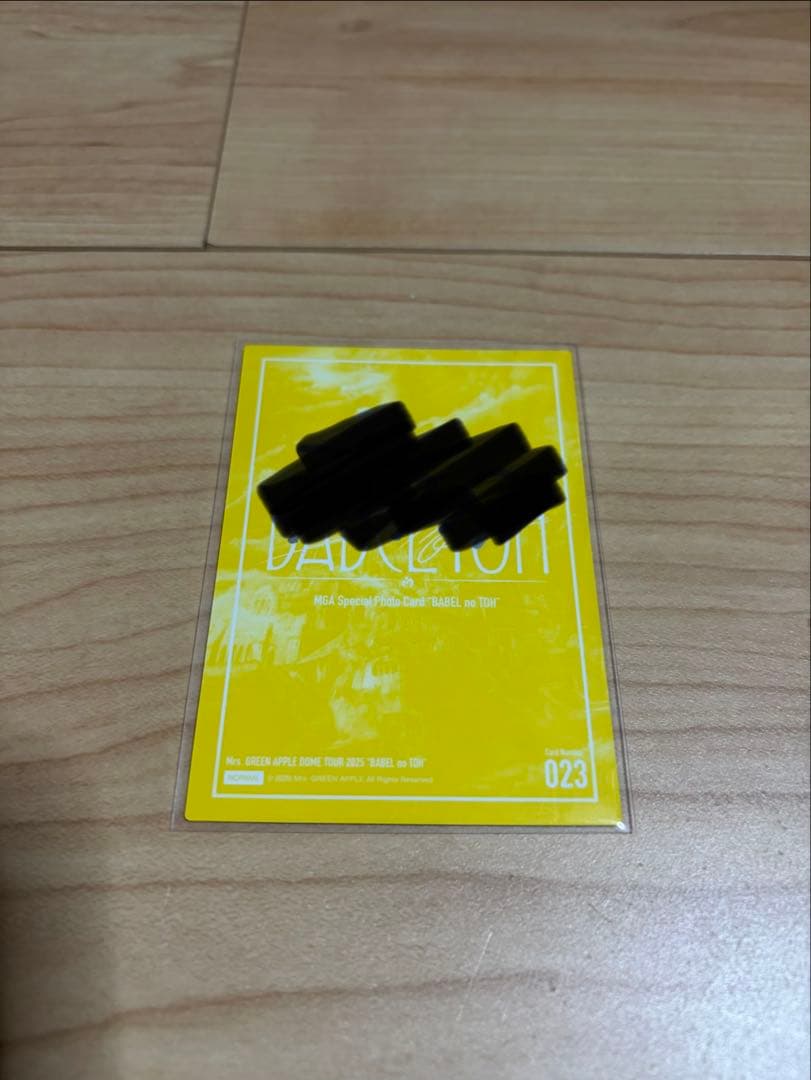 MGA Special Photo Card "BABEL no TOH"
Mrs. GREEN APPLE DOME TOUR 2025 "BABEL no TOH"
NORMAL © 2025 Mrs. GREEN APPLE All Rights Reserved
Card Number
023